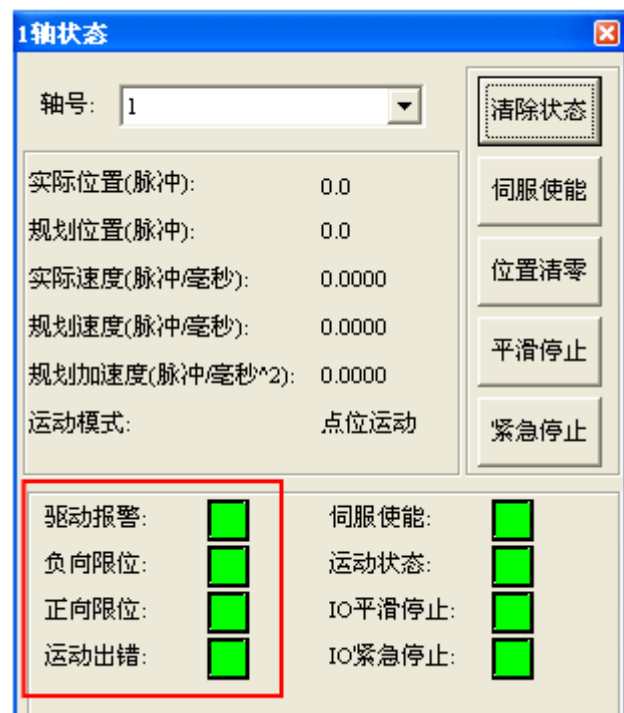 1轴状态
轴号: 1
清除状态
伺服使能
位置清零
平滑停止
紧急停止
实际位置(脉冲): 0.0
规划位置(脉冲): 0.0
实际速度(脉冲/毫秒): 0.0000
规划速度(脉冲/毫秒): 0.0000
规划加速度(脉冲/毫秒^2): 0.0000
运动模式: 点位运动
驱动报警: 伺服使能:
负向限位: 运动状态:
正向限位: IO平滑停止:
运动出错: IO紧急停止: